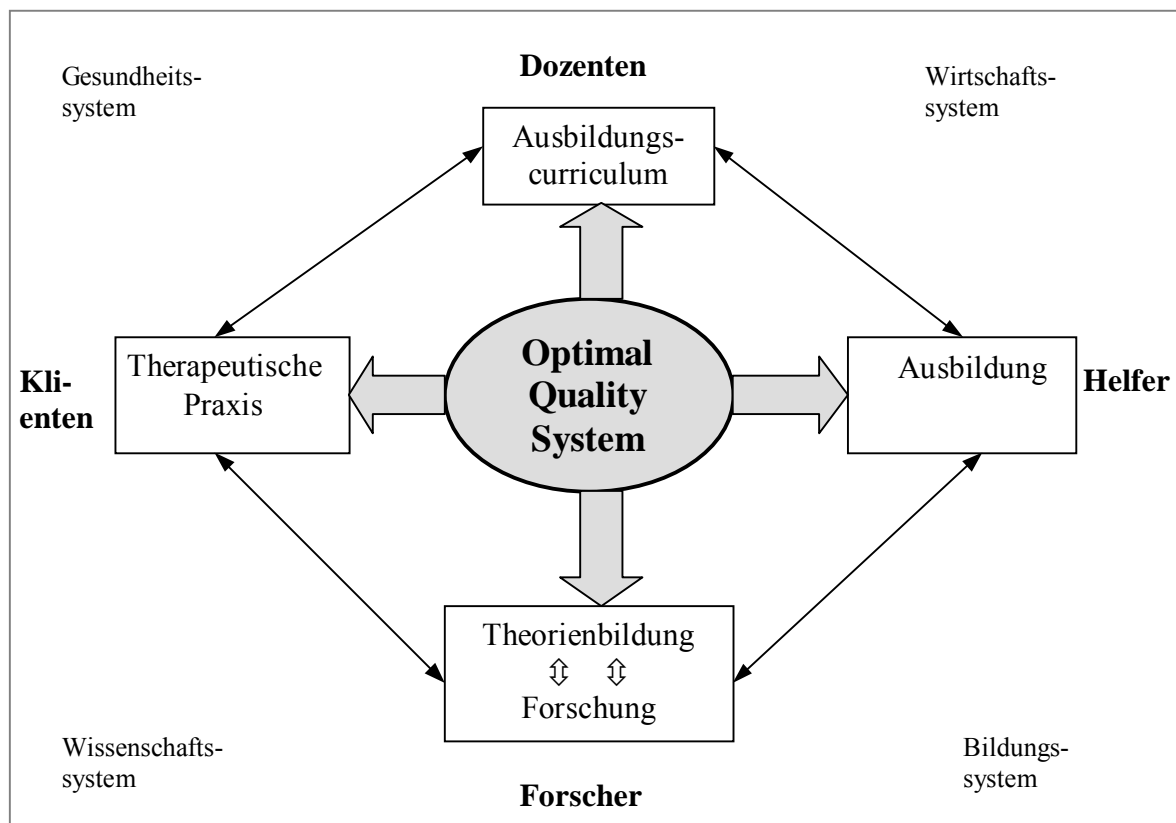 Gesundheits-
system
Dozenten
Wirtschafts-
system
Ausbildungs-
curriculum
Kli-
enten
Therapeutische
Praxis
Optimal
Quality
System
Ausbildung
Helfer
Theorienbildung
Forschung
Wissenschafts-
system
Forscher
Bildungs-
system